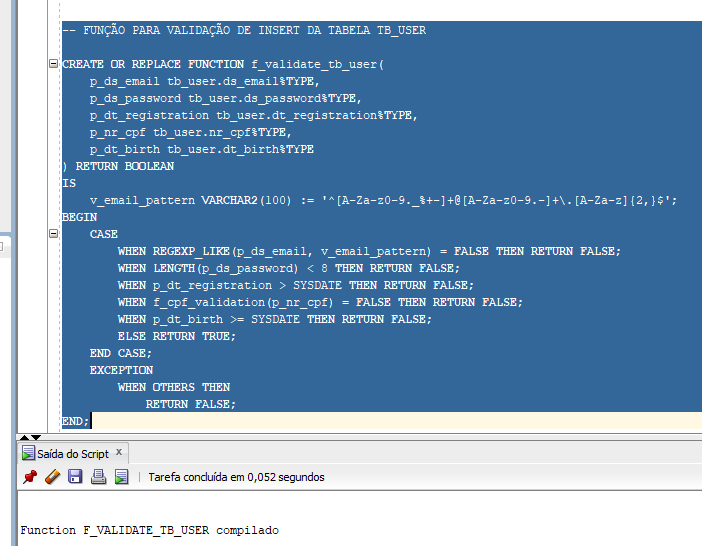 -- FUNÇÃO PARA VALIDAÇÃO DE INSERT DA TABELA TB_USER
CREATE OR REPLACE FUNCTION f_validate_tb_user(
    p_ds_email tb_user.ds_email%TYPE,
    p_ds_password tb_user.ds_password%TYPE,
    p_dt_registration tb_user.dt_registration%TYPE,
    p_nr_cpf tb_user.nr_cpf%TYPE,
    p_dt_birth tb_user.dt_birth%TYPE
) RETURN BOOLEAN
IS
    v_email_pattern VARCHAR2(100) := '^[A-Za-z0-9._%+-]+@[A-Za-z0-9.-]+\.[A-Za-z]{2,}$';
BEGIN
    CASE
        WHEN REGEXP_LIKE(p_ds_email, v_email_pattern) = FALSE THEN RETURN FALSE;
        WHEN LENGTH(p_ds_password) < 8 THEN RETURN FALSE;
        WHEN p_dt_registration > SYSDATE THEN RETURN FALSE;
        WHEN f_cpf_validation(p_nr_cpf) = FALSE THEN RETURN FALSE;
        WHEN p_dt_birth >= SYSDATE THEN RETURN FALSE;
        ELSE RETURN TRUE;
    END CASE;
    EXCEPTION
        WHEN OTHERS THEN
            RETURN FALSE;
END;
Saída do Script x
Tarefa concluída em 0,052 segundos
Function F_VALIDATE_TB_USER compilado